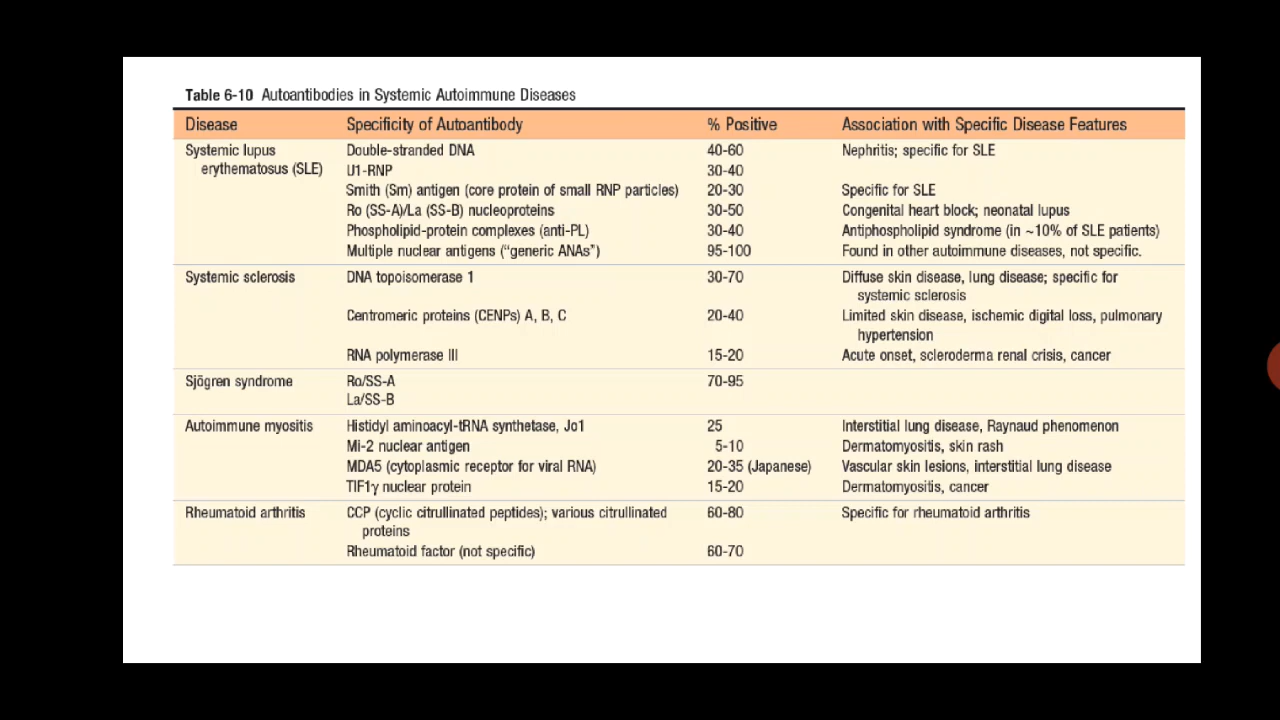 Table 6-10 Autoantibodies in Systemic Autoimmune Diseases
Disease Specificity of Autoantibody % Positive Association with Specific Disease Features
Systemic lupus Double-stranded DNA 40-60 Nephritis; specific for SLE
erythematosus (SLE) U1-RNP 30-40
Smith (Sm) antigen (core protein of small RNP particles) 20-30 Specific for SLE
Ro (SS-A)/La (SS-B) nucleoproteins 30-50 Congenital heart block; neonatal lupus
Phospholipid-protein complexes (anti-PL) 30-40 Antiphospholipid syndrome (in ~10% of SLE patients)
Multiple nuclear antigens (“generic ANAs”) 95-100 Found in other autoimmune diseases, not specific.
Systemic sclerosis DNA topoisomerase 1 30-70 Diffuse skin disease, lung disease; specific for
systemic sclerosis
Centromeric proteins (CENPs) A, B, C 20-40 Limited skin disease, ischemic digital loss, pulmonary
hypertension
RNA polymerase III 15-20 Acute onset, scleroderma renal crisis, cancer
Sjögren syndrome Ro/SS-A 70-95
La/SS-B
Autoimmune myositis Histidyl aminoacyl-tRNA synthetase, Jo1 25 Interstitial lung disease, Raynaud phenomenon
Mi-2 nuclear antigen 5-10 Dermatomyositis, skin rash
MDA5 (cytoplasmic receptor for viral RNA) 20-35 (Japanese) Vascular skin lesions, interstitial lung disease
TIF1γ nuclear protein 15-20 Dermatomyositis, cancer
Rheumatoid arthritis CCP (cyclic citrullinated peptides); various citrullinated 60-80 Specific for rheumatoid arthritis
proteins
Rheumatoid factor (not specific) 60-70